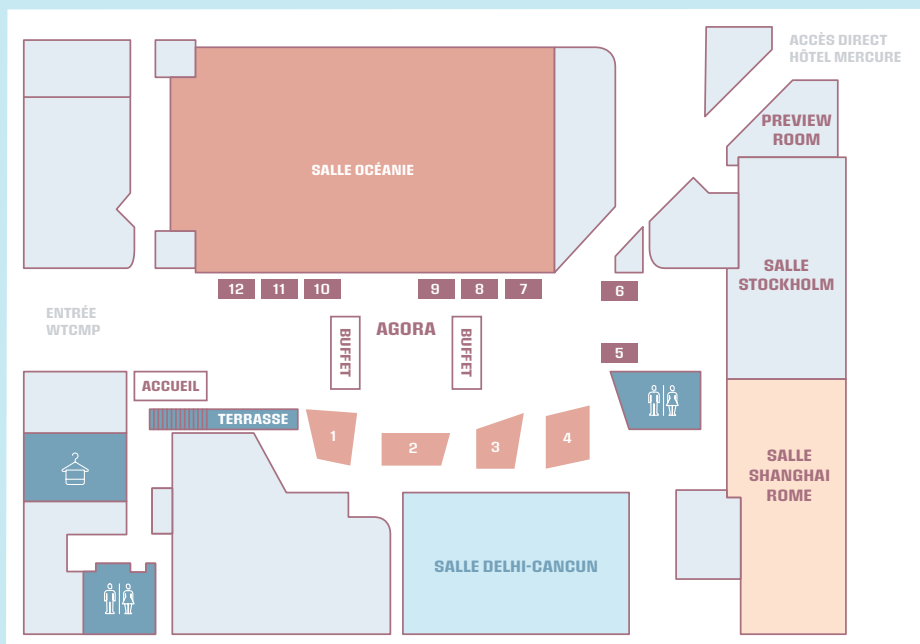 ACCÈS DIRECT
HÔTEL MERCURE
PREVIEW
ROOM
SALLE OCÉANIE
SALLE
STOCKHOLM
12 11 10 9 8 7 6
ENTRÉE
WTCMP
AGORA
BUFFET
BUFFET
5
ACCUEIL
TERRASSE
1 2 3 4
SALLE
SHANGHAI
ROME
SALLE DELHI-CANCUN